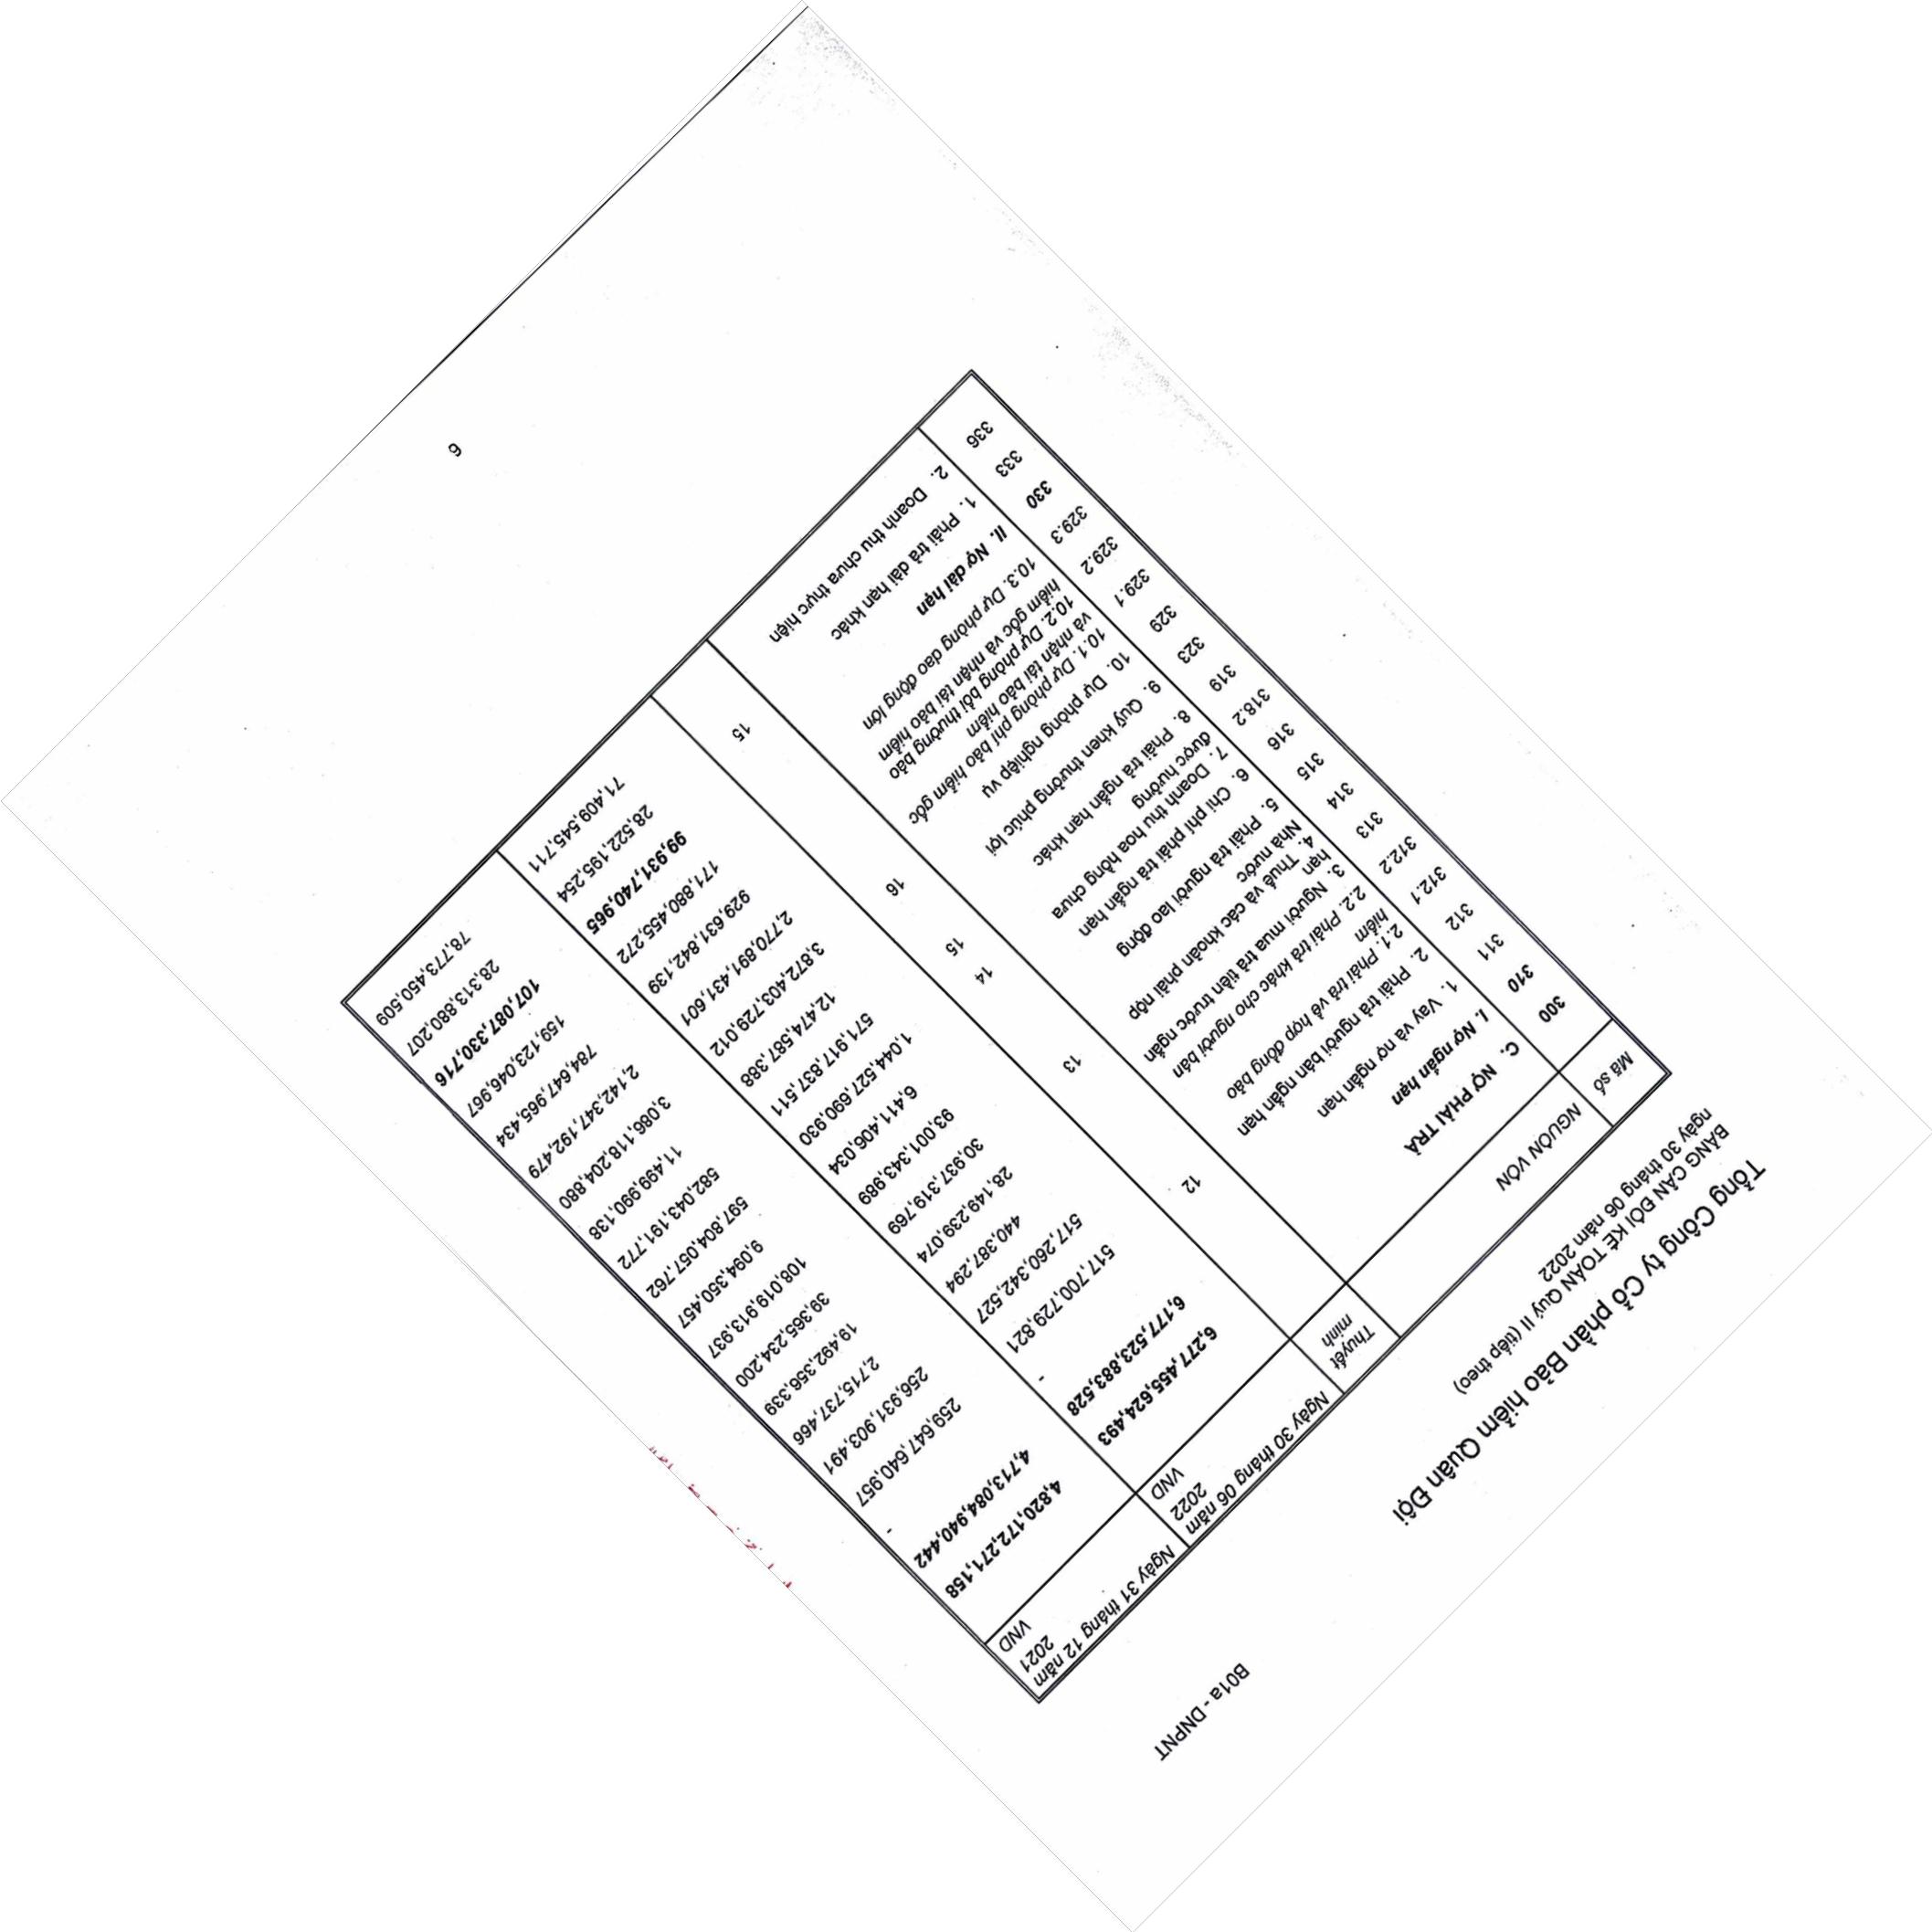 Tổng Công ty Cổ phần Bảo hiểm Quân Đội
B01a - DNPNT
BẢNG CÂN ĐỐI KẾ TOÁN Quý II (tiếp theo)
ngày 30 tháng 06 năm 2022
Mã số NGUỒN VỐN Thuyết minh Ngày 30 tháng 06 năm 2022 VND Ngày 31 tháng 12 năm 2021 VND
300 C. NỢ PHẢI TRẢ 6,277,455,624,493 4,820,172,271,158
310 I. Nợ ngắn hạn 6,177,523,883,528 4,713,084,940,442
311 1. Vay và nợ ngắn hạn - -
312 2. Phải trả người bán ngắn hạn 12 517,700,729,821 259,647,640,957
312.1 2.1. Phải trả về hợp đồng bảo hiểm 517,260,342,527 256,931,903,491
312.2 2.2. Phải trả khác cho người bán 440,387,294 2,715,737,466
313 3. Người mua trả tiền trước ngắn hạn 28,149,239,074 19,492,356,339
314 4. Thuế và các khoản phải nộp Nhà nước 13 30,937,319,769 39,365,234,200
315 5. Phải trả người lao động 93,001,343,989 108,019,913,937
316 6. Chi phí phải trả ngắn hạn 6,411,406,034 9,094,350,457
318.2 7. Doanh thu hoa hồng chưa được hưởng 14 1,044,527,690,930 597,804,057,762
319 8. Phải trả ngắn hạn khác 15 571,917,837,511 582,043,191,772
323 9. Quỹ khen thưởng phúc lợi 12,474,587,388 11,499,990,138
329 10. Dự phòng nghiệp vụ 16 3,872,403,729,012 3,086,118,204,880
329.1 10.1. Dự phòng phí bảo hiểm gốc và nhận tái bảo hiểm 2,770,891,431,601 2,142,347,192,479
329.2 10.2. Dự phòng bồi thường bảo hiểm gốc và nhận tái bảo hiểm 929,631,842,139 784,647,965,434
329.3 10.3. Dự phòng dao động lớn 171,880,455,272 159,123,046,967
330 II. Nợ dài hạn 99,931,740,965 107,087,330,716
333 1. Phải trả dài hạn khác 15 28,522,195,254 28,313,880,207
336 2. Doanh thu chưa thực hiện 71,409,545,711 78,773,450,509
6